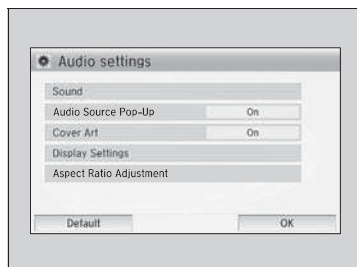 Audio settings
Sound
Audio Source Pop-Up On
Cover Art On
Display Settings
Aspect Ratio Adjustment
Default OK